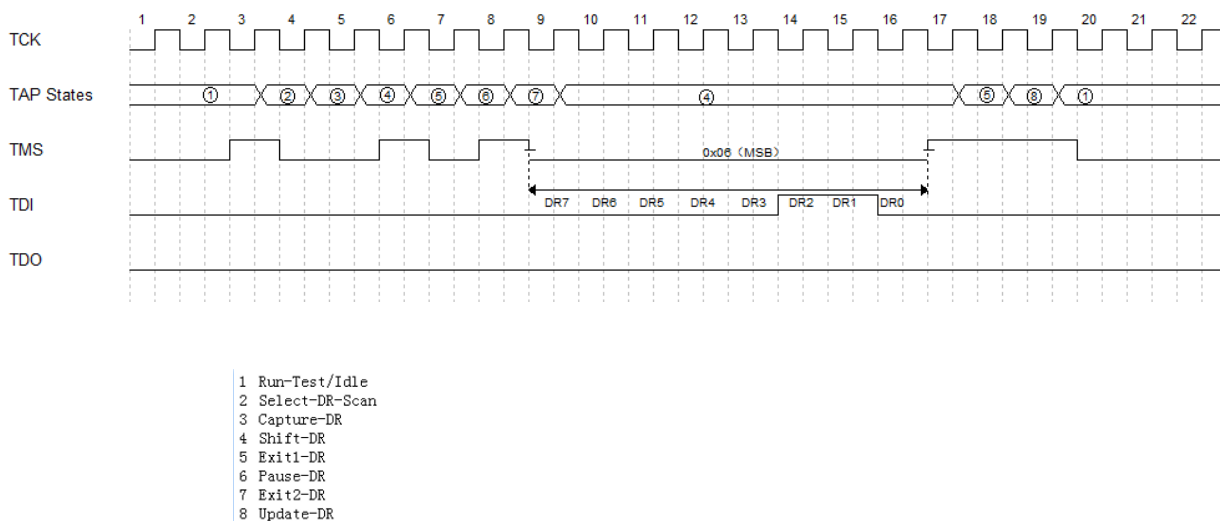 1 2 3 4 5 6 7 8 9 10 11 12 13 14 15 16 17 18 19 20 21 22
TCK
TAP States ① ② ③ ④ ⑤ ⑥ ⑦ ④ ⑤ ⑧ ①
TMS
0x06（MSB）
TDI DR7 DR6 DR5 DR4 DR3 DR2 DR1 DR0
TDO
1 Run-Test/Idle
2 Select-DR-Scan
3 Capture-DR
4 Shift-DR
5 Exit1-DR
6 Pause-DR
7 Exit2-DR
8 Update-DR